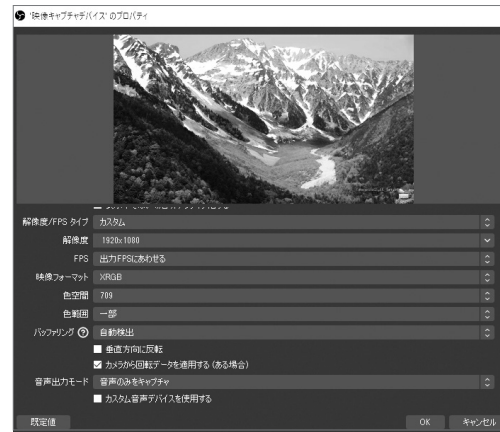 '映像キャプチャデバイス' のプロパティ
解像度/FPS タイプ カスタム
解像度 1920x1080
FPS 出力FPSにあわせる
映像フォーマット XRGB
色空間 709
色範囲 一部
バッファリング ? 自動検出
垂直方向に反転
カメラから回転データを適用する (ある場合)
音声出力モード 音声のみをキャプチャ
カスタム音声デバイスを使用する
既定値 OK キャンセル